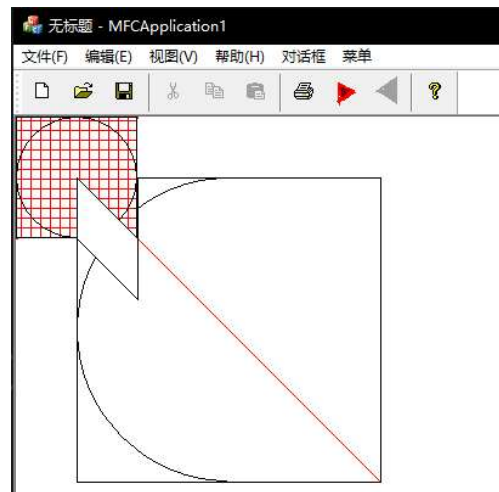 无标题 - MFCApplication1
文件(F) 编辑(E) 视图(V) 帮助(H) 对话框 菜单
?